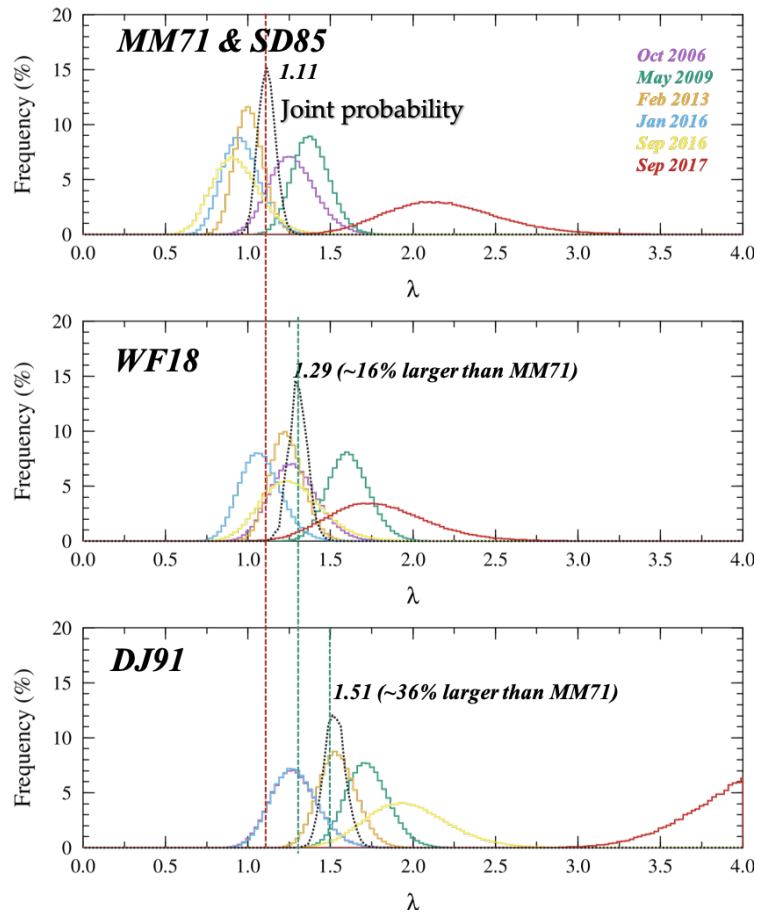 MM71 & SD85
1.11
Joint probability
Oct 2006
May 2009
Feb 2013
Jan 2016
Sep 2016
Sep 2017
Frequency (%)
20
15
10
5
0
0.0 0.5 1.0 1.5 2.0 2.5 3.0 3.5 4.0
λ
WF18
1.29 (~16% larger than MM71)
Frequency (%)
20
15
10
5
0
0.0 0.5 1.0 1.5 2.0 2.5 3.0 3.5 4.0
λ
DJ91
1.51 (~36% larger than MM71)
Frequency (%)
20
15
10
5
0
0.0 0.5 1.0 1.5 2.0 2.5 3.0 3.5 4.0
λ